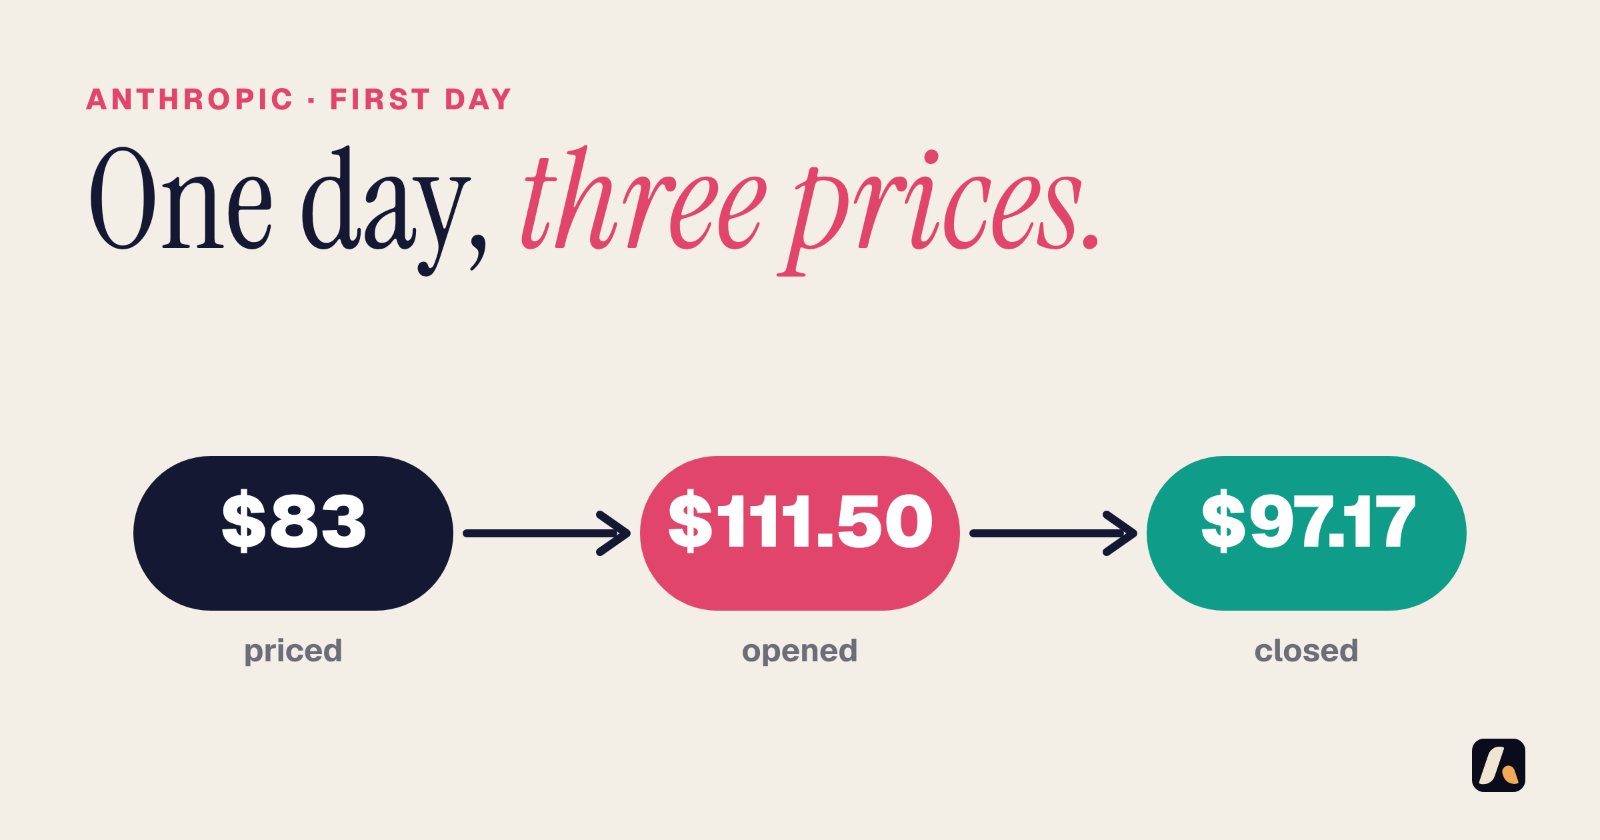 ANTHROPIC · FIRST DAY
One day, three prices.
$83
$111.50
$97.17
priced
opened
closed